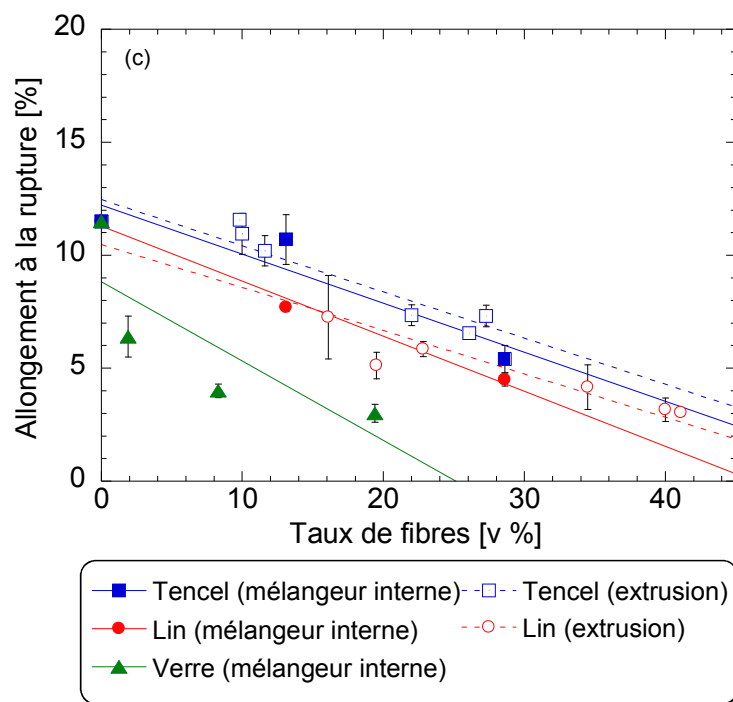 20
(c)
15
10
5
0
Allongement à la rupture [%]
0 10 20 30 40
Taux de fibres [v %]
Tencel (mélangeur interne) Tencel (extrusion)
Lin (mélangeur interne) Lin (extrusion)
Verre (mélangeur interne)